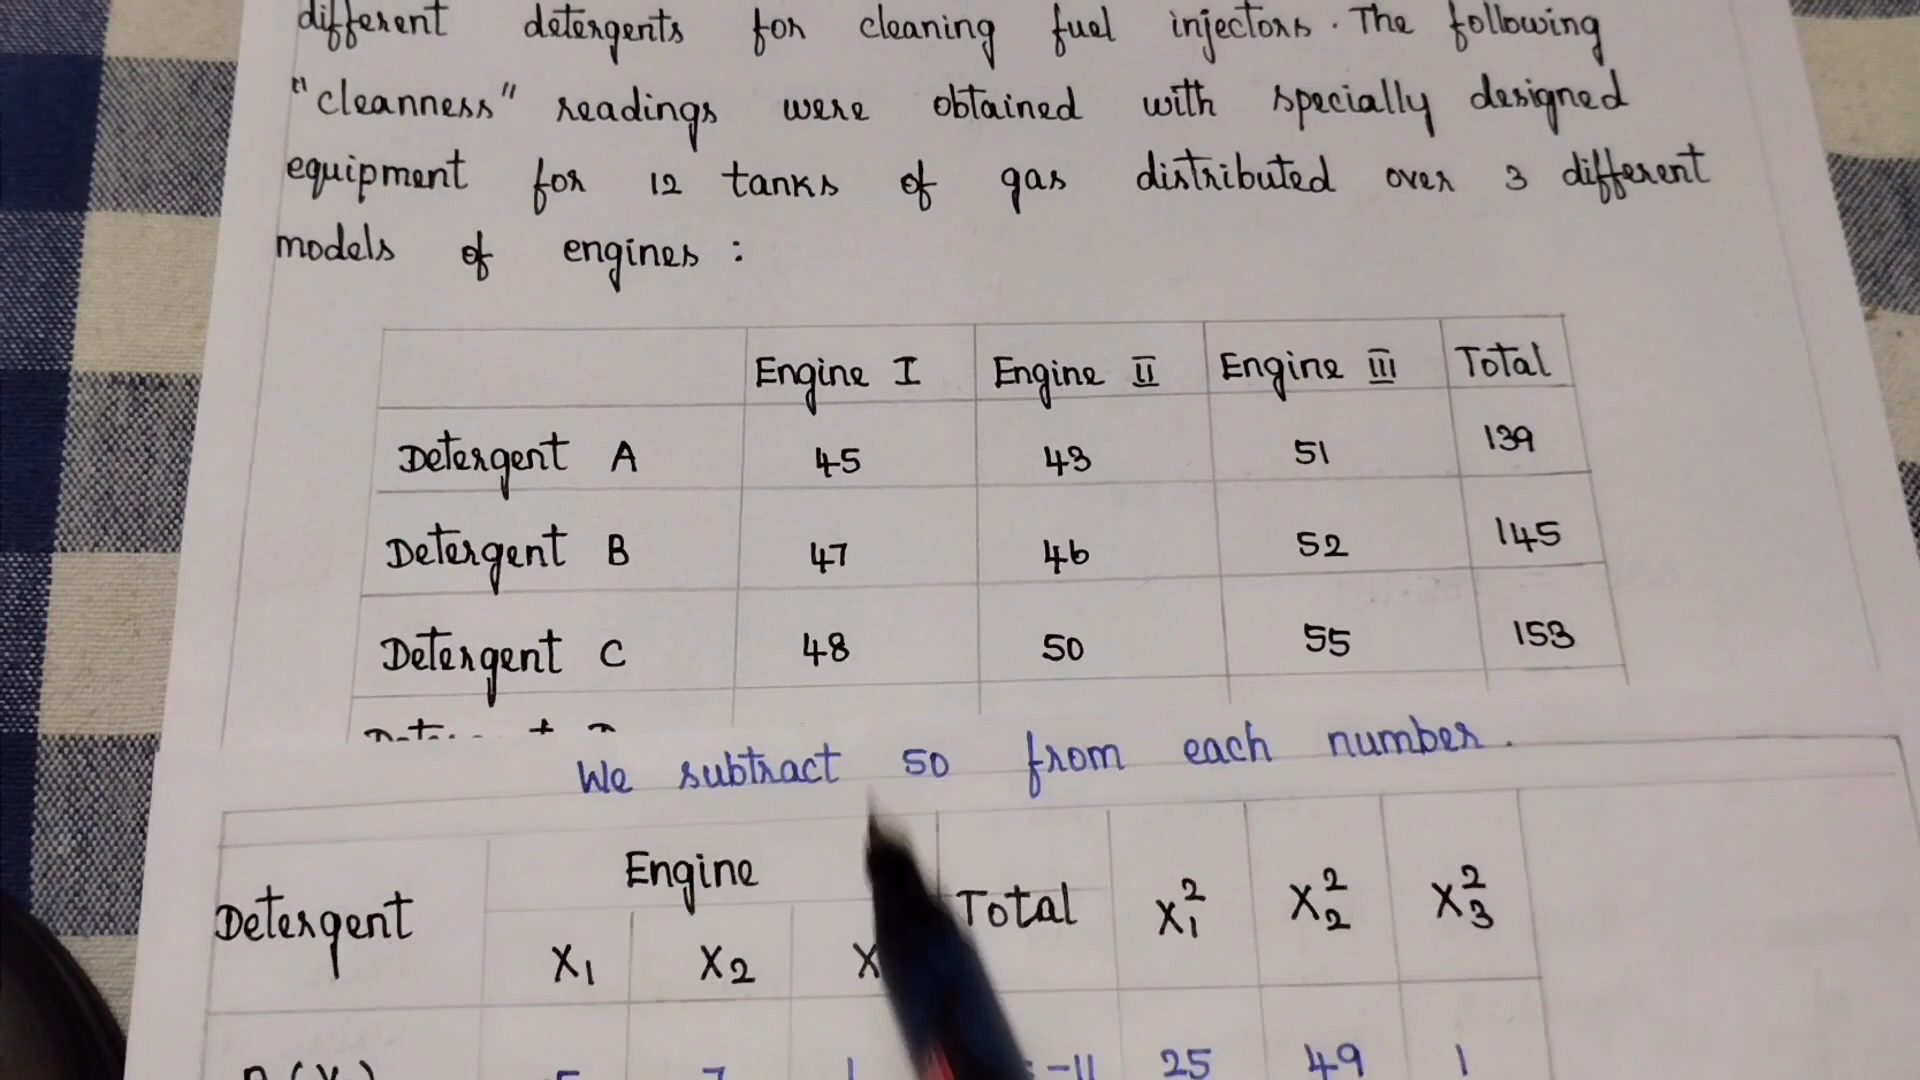 different detergents for cleaning fuel injectors. The following
"cleanness" readings were obtained with specially designed
equipment for 12 tanks of gas distributed over 3 different
models of engines :
Engine I Engine II Engine III Total
Detergent A 45 43 51 139
Detergent B 47 46 52 145
Detergent C 48 50 55 153
We subtract 50 from each number.
Engine
Detergent Total X₁² X₂² X₃²
X₁ X₂ X
-11 25 49 1